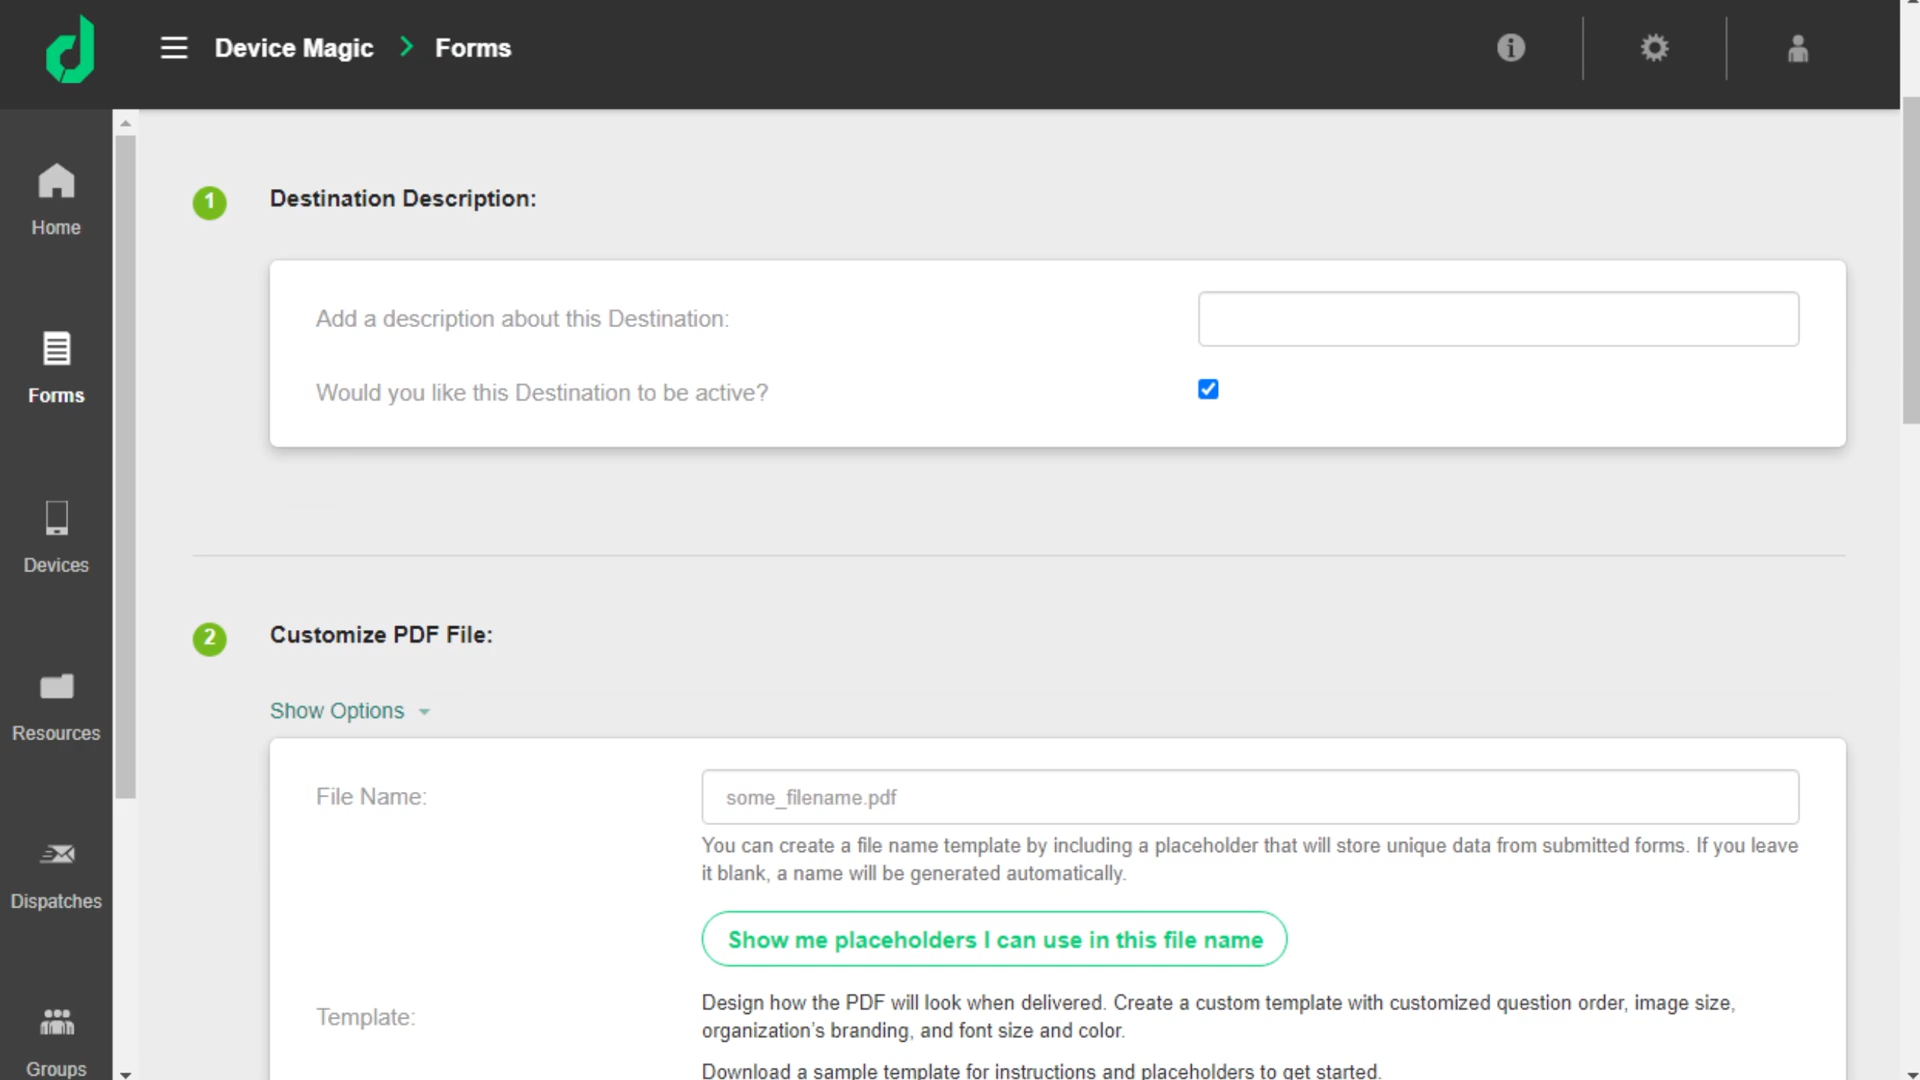 Device Magic > Forms
Home
Forms
Devices
Resources
Dispatches
Groups
1 Destination Description:
Add a description about this Destination:
Would you like this Destination to be active?
2 Customize PDF File:
Show Options
File Name:
some_filename.pdf
You can create a file name template by including a placeholder that will store unique data from submitted forms. If you leave
it blank, a name will be generated automatically.
Show me placeholders I can use in this file name
Template:
Design how the PDF will look when delivered. Create a custom template with customized question order, image size,
organization's branding, and font size and color.
Download a sample template for instructions and placeholders to get started.